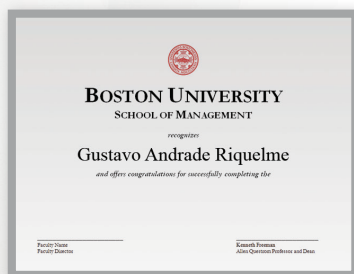 BOSTON UNIVERSITY
SCHOOL OF MANAGEMENT
recognizes
Gustavo Andrade Riquelme
and offers congratulations for successfully completing the
Faculty Name
Faculty Director
Kenneth Freeman
Allen Questrom Professor and Dean